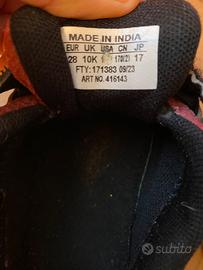 MADE IN INDIA
EUR UK USA CN JP
28 10K 170/21 17
FTY:171383 09/23
ART NO. 416143
subito